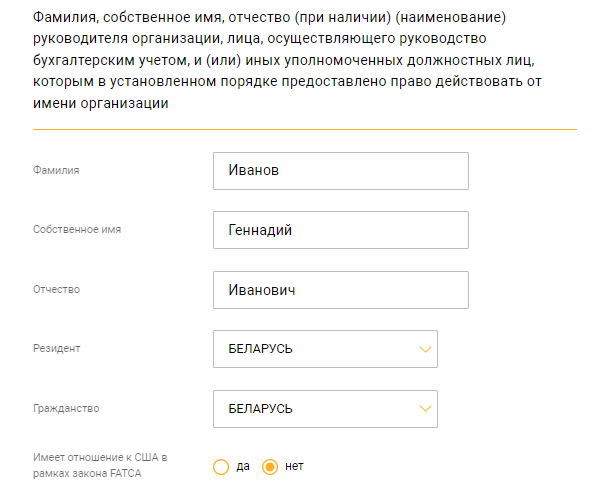 Фамилия, собственное имя, отчество (при наличии) (наименование)
руководителя организации, лица, осуществляющего руководство
бухгалтерским учетом, и (или) иных уполномоченных должностных лиц,
которым в установленном порядке предоставлено право действовать от
имени организации
Фамилия
Иванов
Собственное имя
Геннадий
Отчество
Иванович
Резидент
БЕЛАРУСЬ
Гражданство
БЕЛАРУСЬ
Имеет отношение к США в
рамках закона FATCA
да нет